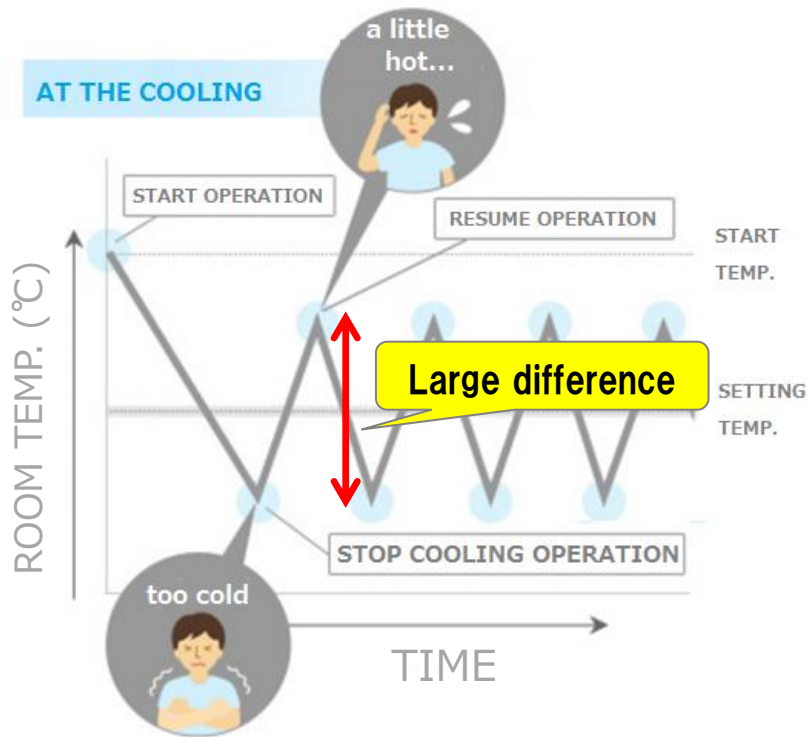 a little
hot...
AT THE COOLING
START OPERATION
RESUME OPERATION
START
TEMP.
ROOM TEMP. (℃)
Large difference
SETTING
TEMP.
STOP COOLING OPERATION
too cold
TIME